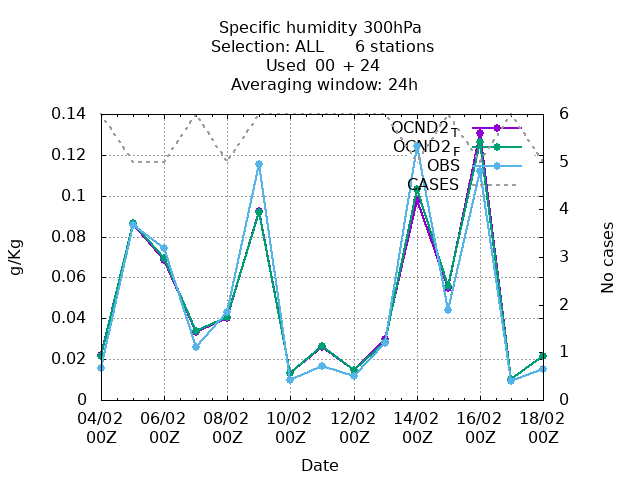 Specific humidity 300hPa
Selection: ALL 6 stations
Used 00 + 24
Averaging window: 24h
OCND2_T
OCND2_F
OBS
CASES
0.14
0.12
0.1
0.08
0.06
0.04
0.02
0
g/Kg
6
5
4
3
2
1
0
No cases
04/02 06/02 08/02 10/02 12/02 14/02 16/02 18/02
00Z 00Z 00Z 00Z 00Z 00Z 00Z 00Z
Date